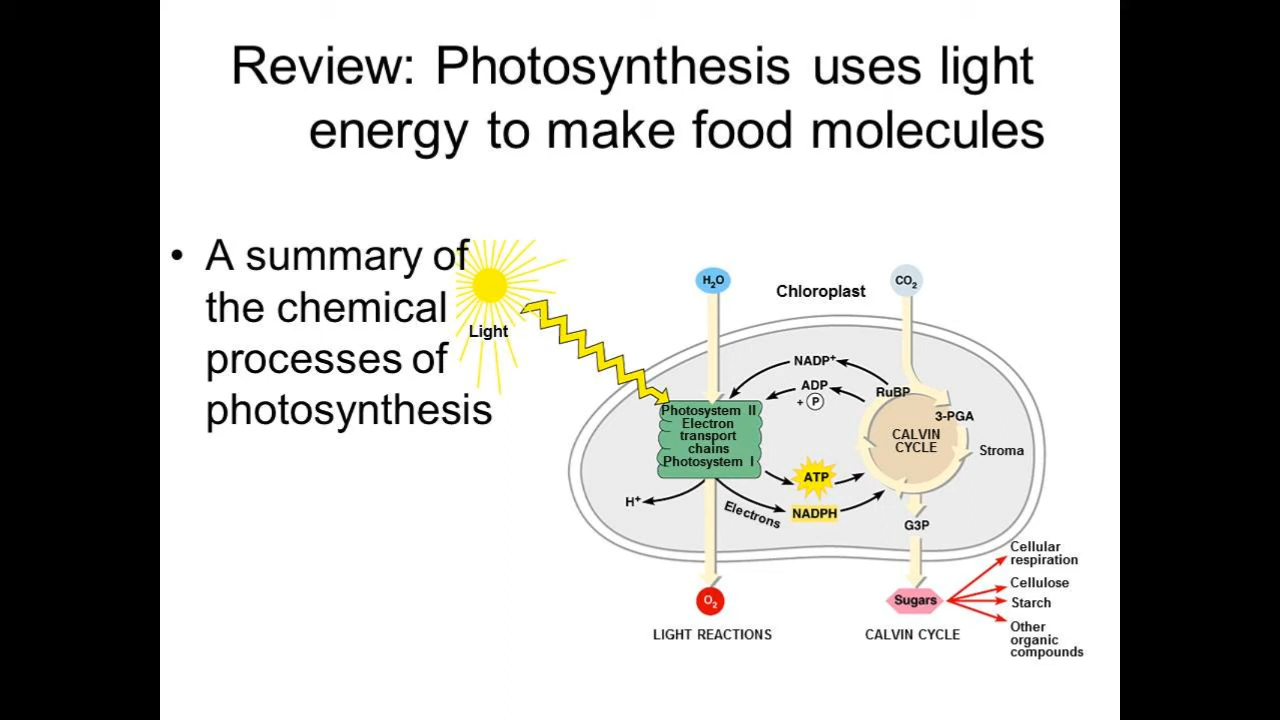 Review: Photosynthesis uses light
energy to make food molecules
• A summary of
the chemical
processes of
photosynthesis
Light
H₂O
Chloroplast
CO₂
NADP⁺
ADP
+ P
RuBP
3-PGA
Photosystem II
Electron
transport
chains
Photosystem I
CALVIN
CYCLE
Stroma
ATP
H⁺
Electrons
NADPH
G3P
O₂
Sugars
Cellular
respiration
Cellulose
Starch
Other
organic
compounds
LIGHT REACTIONS
CALVIN CYCLE